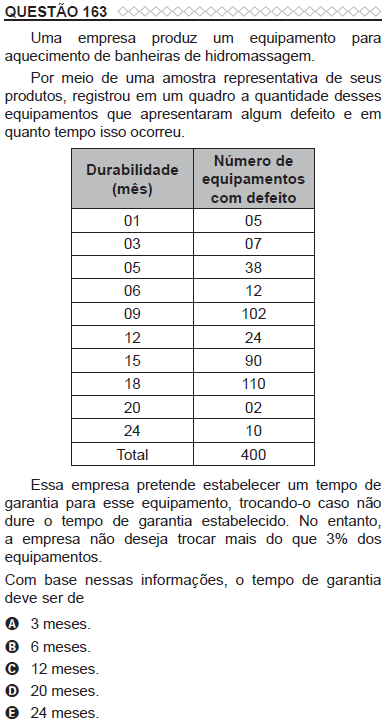 QUESTÃO 163
Uma empresa produz um equipamento para
aquecimento de banheiras de hidromassagem.
Por meio de uma amostra representativa de seus
produtos, registrou em um quadro a quantidade desses
equipamentos que apresentaram algum defeito e em
quanto tempo isso ocorreu.
Durabilidade (mês) Número de equipamentos com defeito
01 05
03 07
05 38
06 12
09 102
12 24
15 90
18 110
20 02
24 10
Total 400
Essa empresa pretende estabelecer um tempo de
garantia para esse equipamento, trocando-o caso não
dure o tempo de garantia estabelecido. No entanto,
a empresa não deseja trocar mais do que 3% dos
equipamentos.
Com base nessas informações, o tempo de garantia
deve ser de
A 3 meses.
B 6 meses.
C 12 meses.
D 20 meses.
E 24 meses.